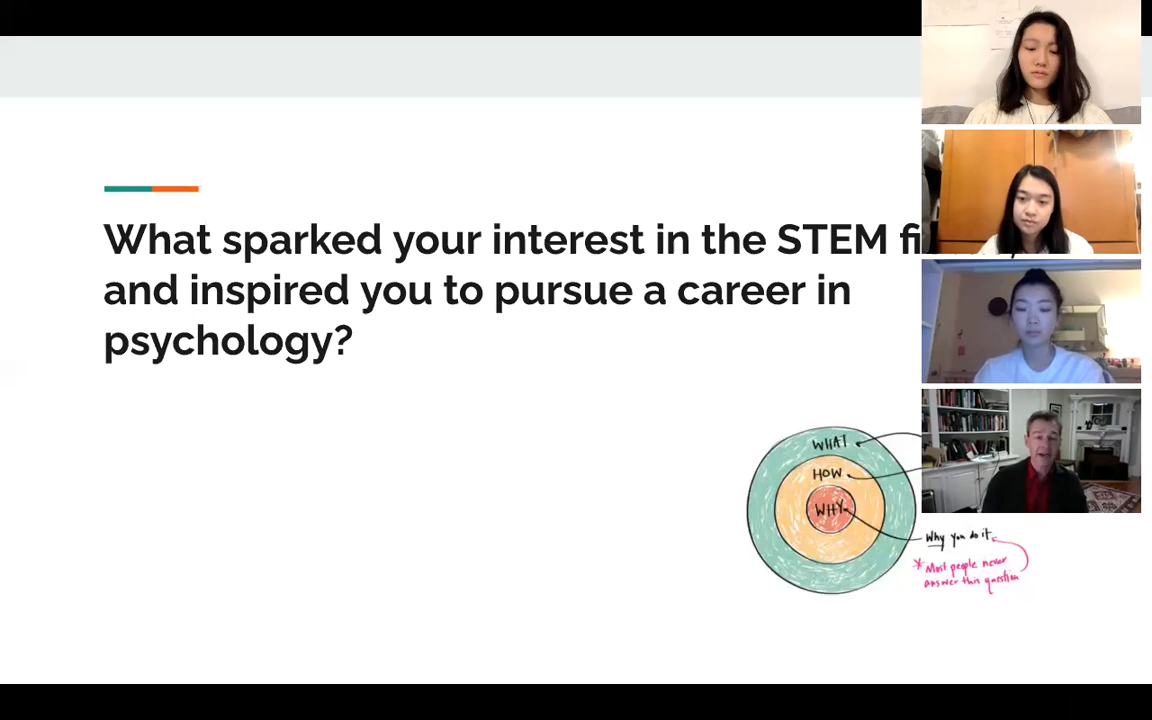 What sparked your interest in the STEM fi
and inspired you to pursue a career in
psychology?
WHAT
HOW
WHY
Why you do it
*Most people never
answer this question